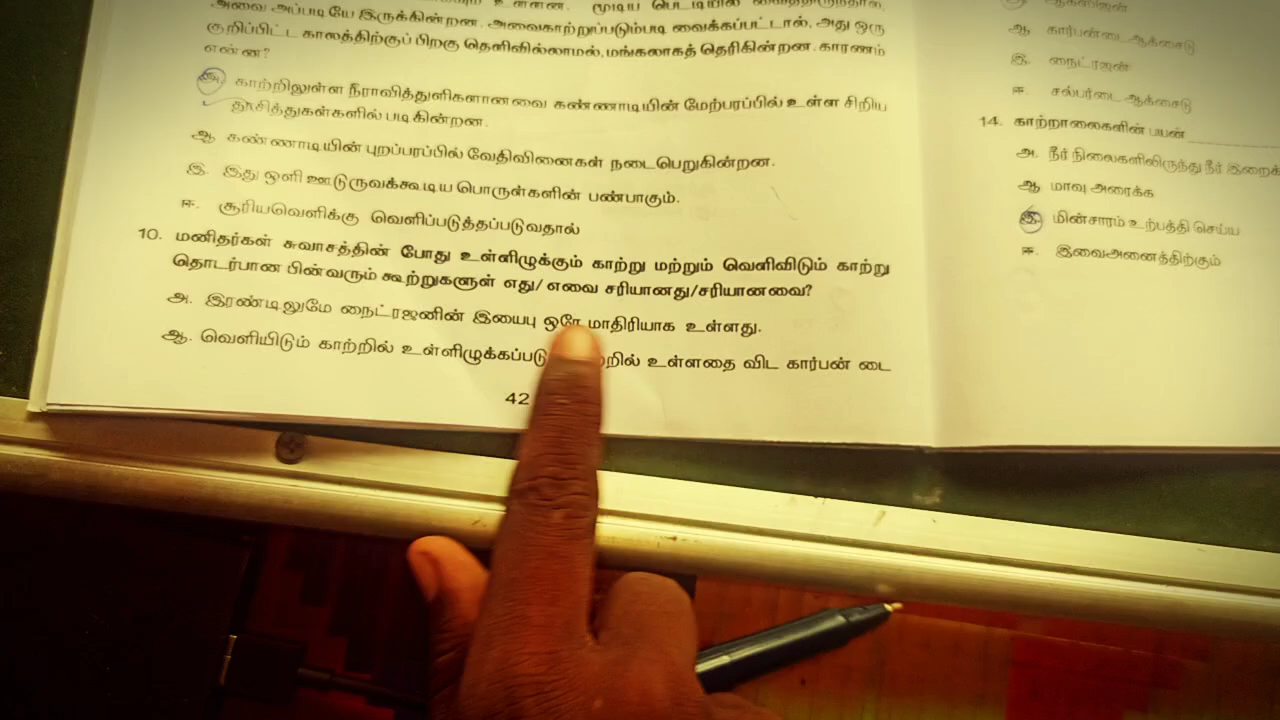 அவை அப்படியே இருக்கின்றன. அவைகாற்றுப்படும்படி வைக்கப்பட்டால், அது ஒரு
குறிப்பிட்ட காலத்திற்குப் பிறகு தெளிவில்லாமல், மங்கலாகத் தெரிகின்றன. காரணம்
என்ன?
அ. காற்றிலுள்ள நீராவித்துளிகளானவை கண்ணாடியின் மேற்பரப்பில் உள்ள சிறிய
தூசித்துகள்களில் படிகின்றன.
ஆ கண்ணாடியின் புறப்பரப்பில் வேதிவினைகள் நடைபெறுகின்றன.
இ. இது ஒளி ஊடுருவக்கூடிய பொருள்களின் பண்பாகும்.
ஈ. சூரியவெளிக்கு வெளிப்படுத்தப்படுவதால்
10. மனிதர்கள் சுவாசத்தின் போது உள்ளிழுக்கும் காற்று மற்றும் வெளிவிடும் காற்று
தொடர்பான பின்வரும் கூற்றுகளுள் எது/ எவை சரியானது/சரியானவை?
அ. இரண்டிலுமே நைட்ரஜனின் இயைபு ஒரே மாதிரியாக உள்ளது.
ஆ. வெளியிடும் காற்றில் உள்ளிழுக்கப்படு றில் உள்ளதை விட கார்பன் டை
42
ஆ கார்பன்டை ஆக்சைடு
இ. நைட்ரஜன்
ஈ சல்பர்டை ஆக்சைடு
14. காற்றாலைகளின் பயன்
அ. நீர் நிலைகளிலிருந்து நீர் இறைக்
ஆ மாவு அரைக்க
இ. மின்சாரம் உற்பத்தி செய்ய
ஈ. இவைஅனைத்திற்கும்